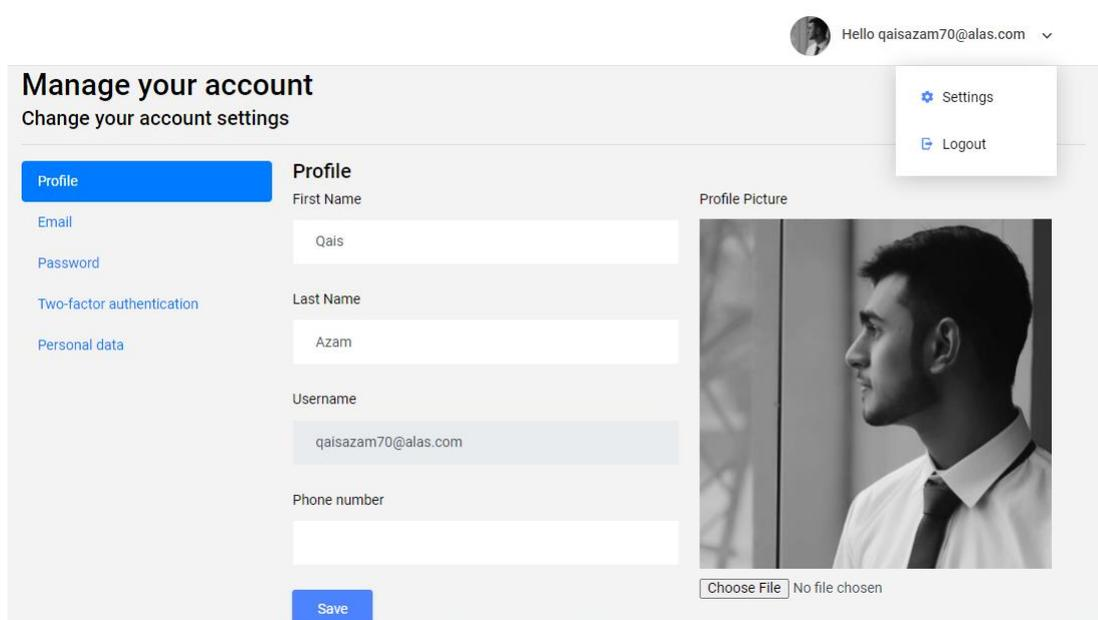 Hello qaisazam70@alas.com
Settings
Logout
Manage your account
Change your account settings
Profile
Email
Password
Two-factor authentication
Personal data
Profile
First Name
Qais
Last Name
Azam
Username
qaisazam70@alas.com
Phone number
Save
Profile Picture
Choose File No file chosen